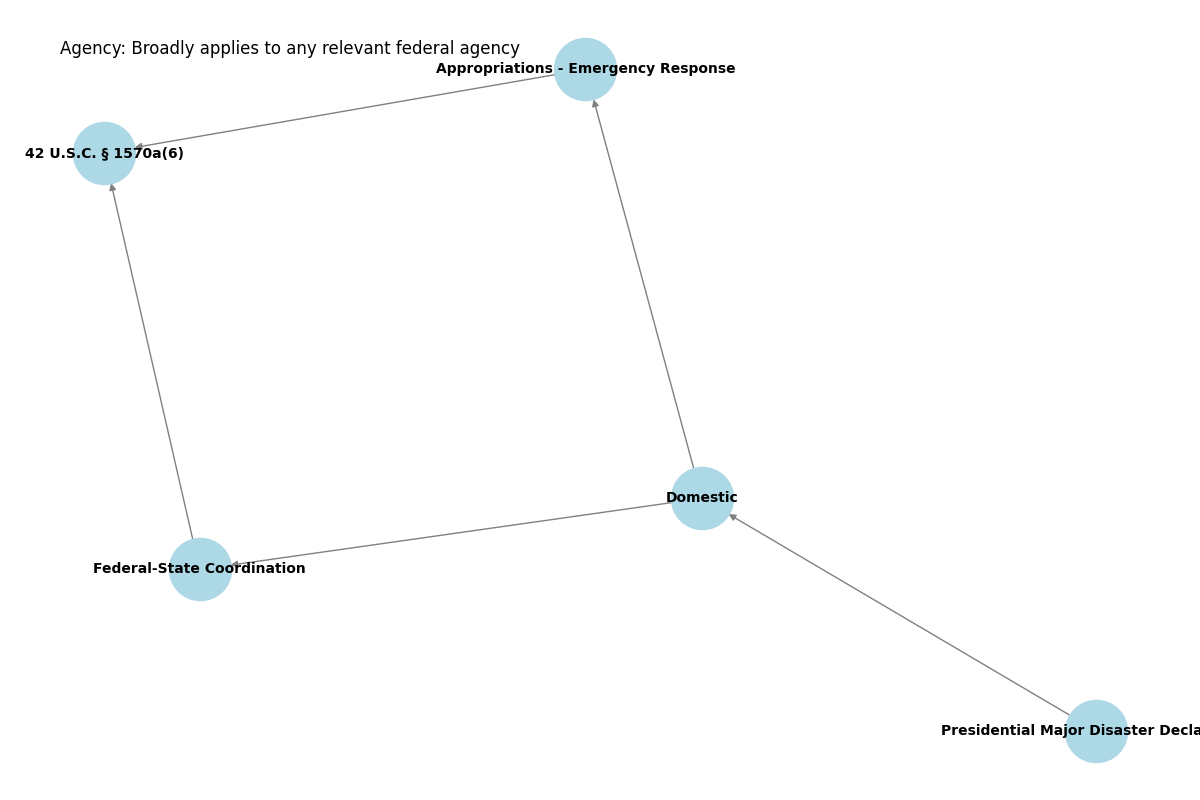 Agency: Broadly applies to any relevant federal agency
Appropriations - Emergency Response
42 U.S.C. § 1570a(6)
Domestic
Federal-State Coordination
Presidential Major Disaster Decla